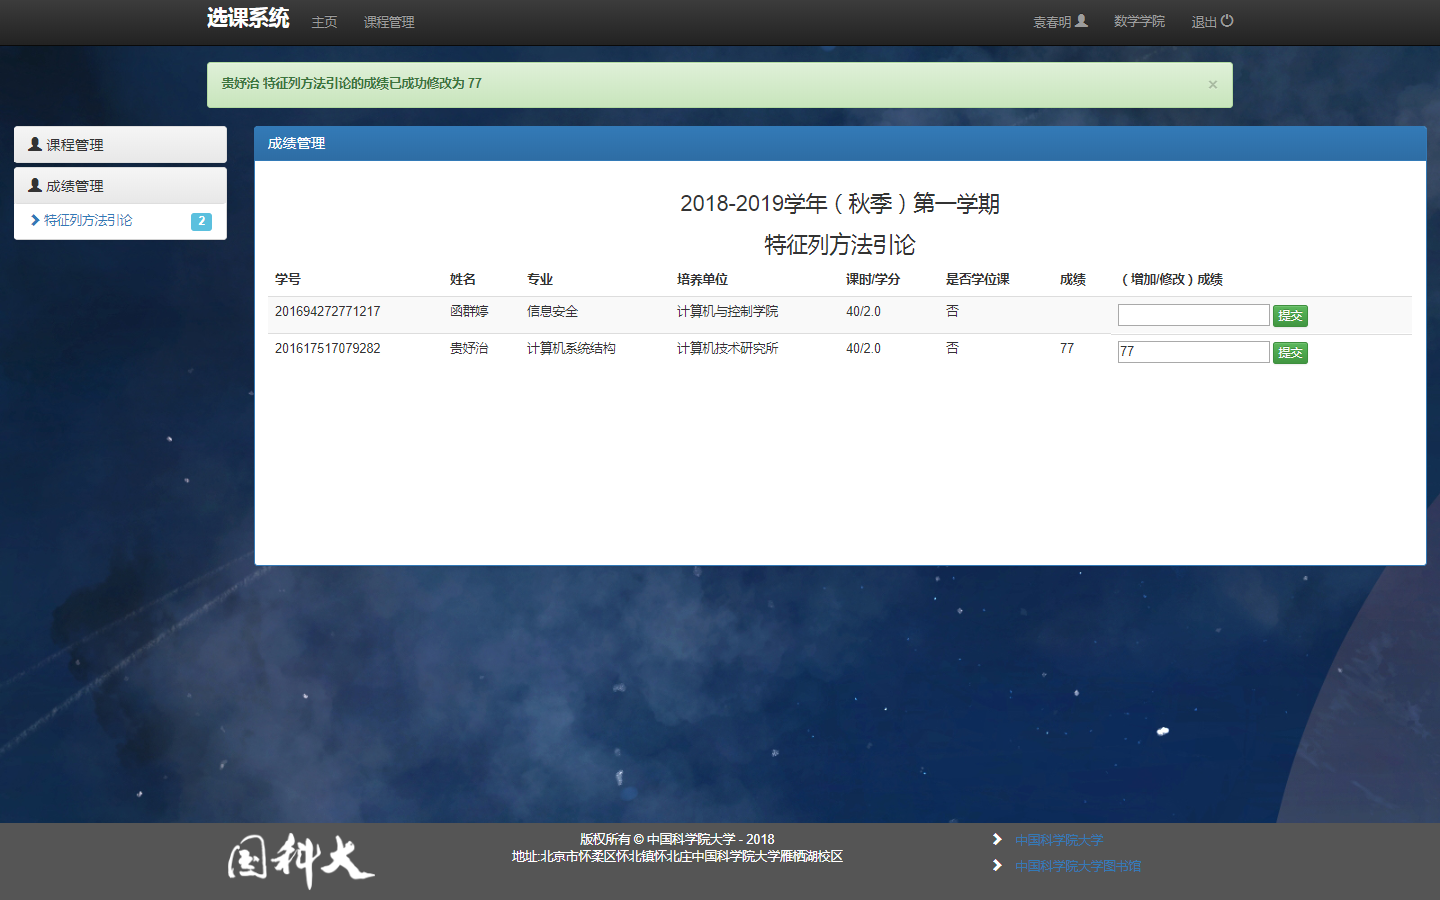 选课系统 主页 课程管理 袁春明 数学学院 退出
贵妤治 特征列方法引论的成绩已成功修改为 77 ×
课程管理
成绩管理
特征列方法引论 2
成绩管理
2018-2019学年（秋季）第一学期
特征列方法引论
学号 姓名 专业 培养单位 课时/学分 是否学位课 成绩 （增加/修改）成绩
201694272771217 函群婷 信息安全 计算机与控制学院 40/2.0 否 提交
201617517079282 贵妤治 计算机系统结构 计算机技术研究所 40/2.0 否 77 77 提交
国科大
版权所有 © 中国科学院大学 - 2018
地址:北京市怀柔区怀北镇怀北庄中国科学院大学雁栖湖校区
中国科学院大学
中国科学院大学图书馆